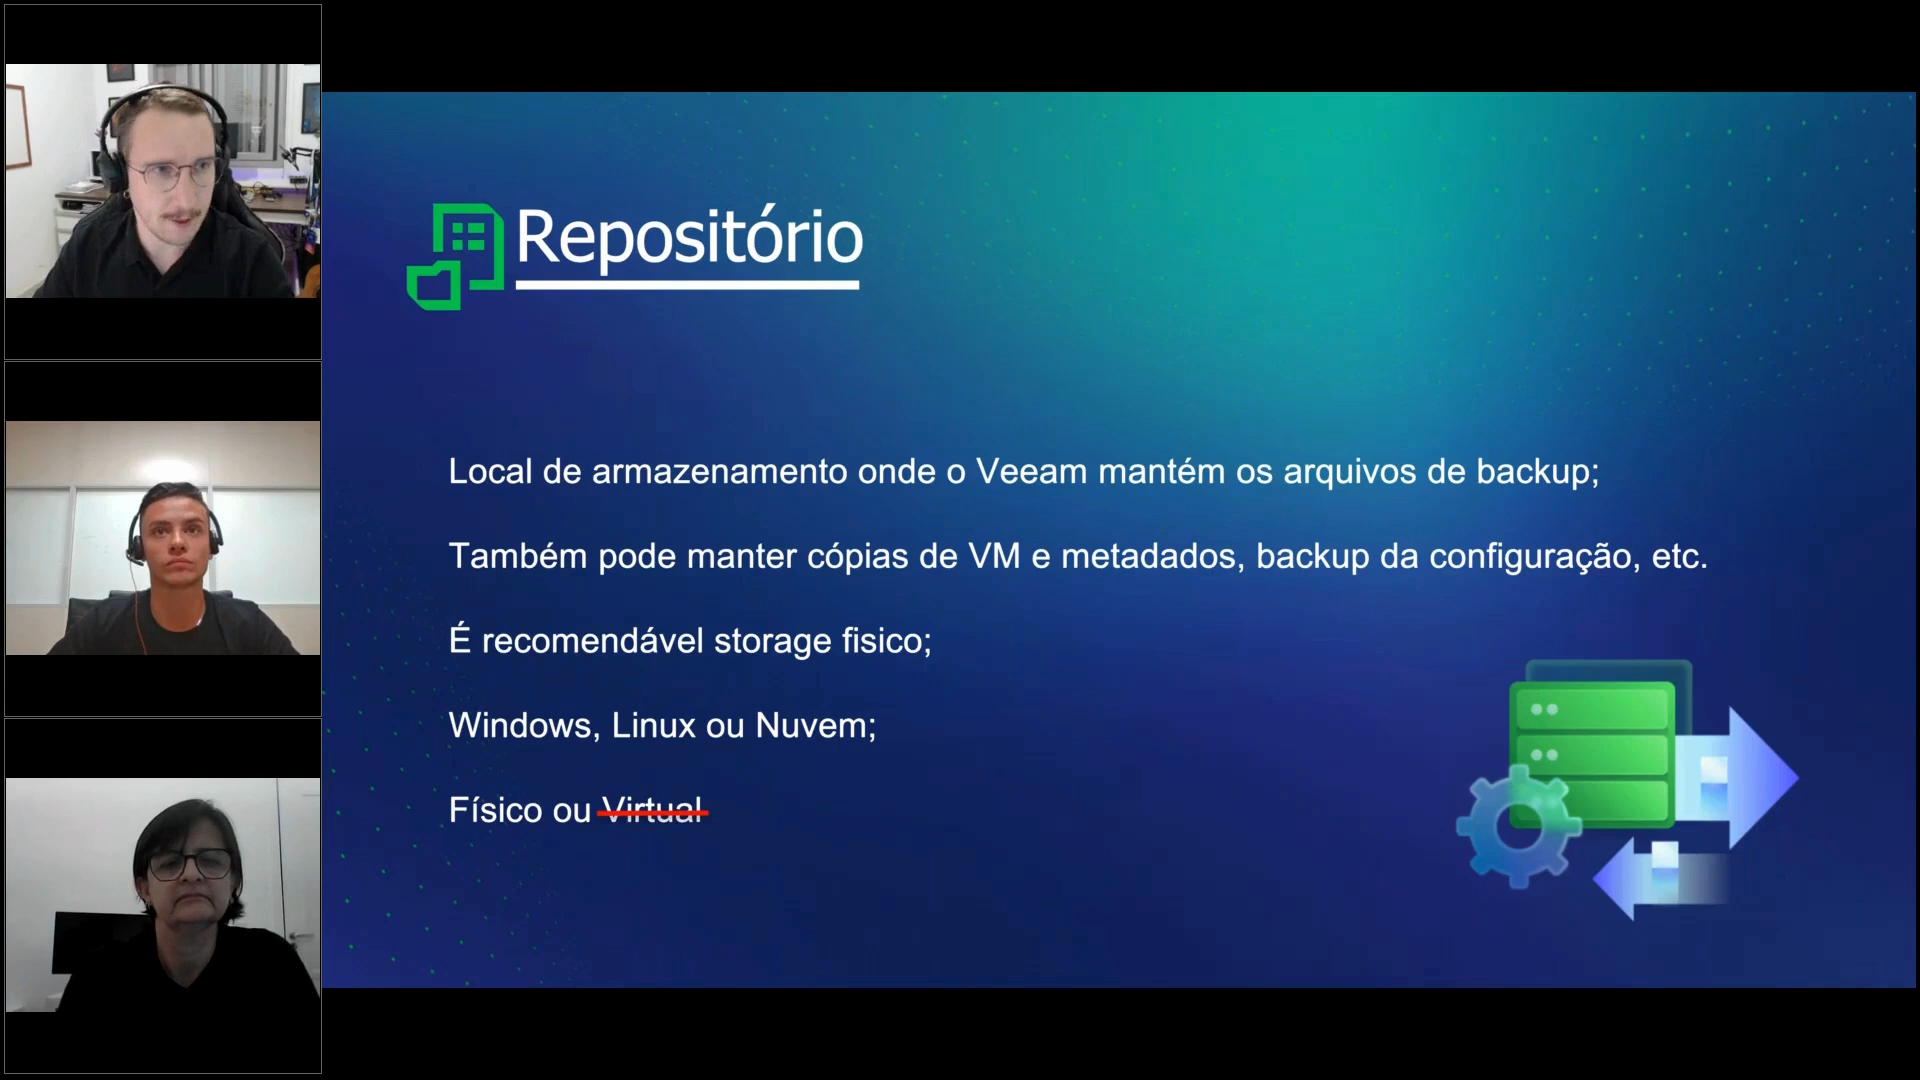 Repositório
Local de armazenamento onde o Veeam mantém os arquivos de backup;
Também pode manter cópias de VM e metadados, backup da configuração, etc.
É recomendável storage fisico;
Windows, Linux ou Nuvem;
Físico ou Virtual